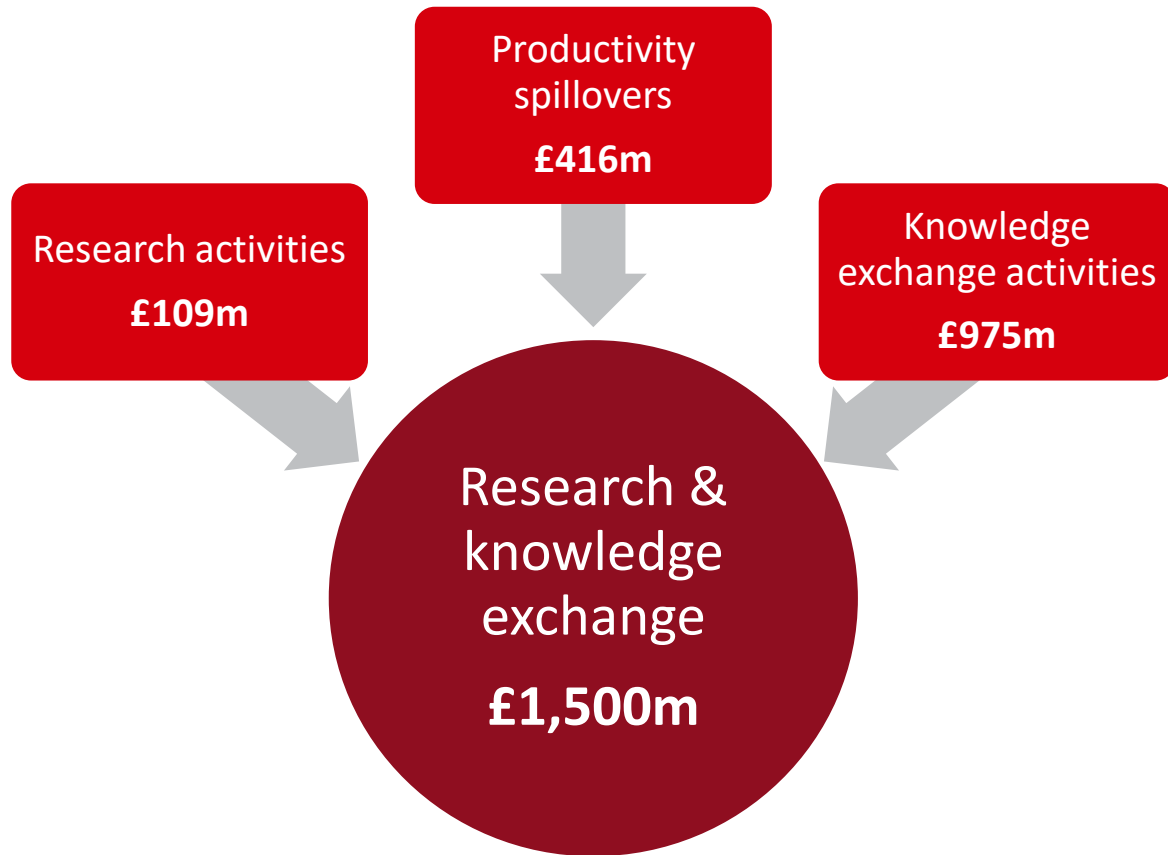 Productivity
spillovers
£416m
Research activities
£109m
Knowledge
exchange activities
£975m
Research &
knowledge
exchange
£1,500m